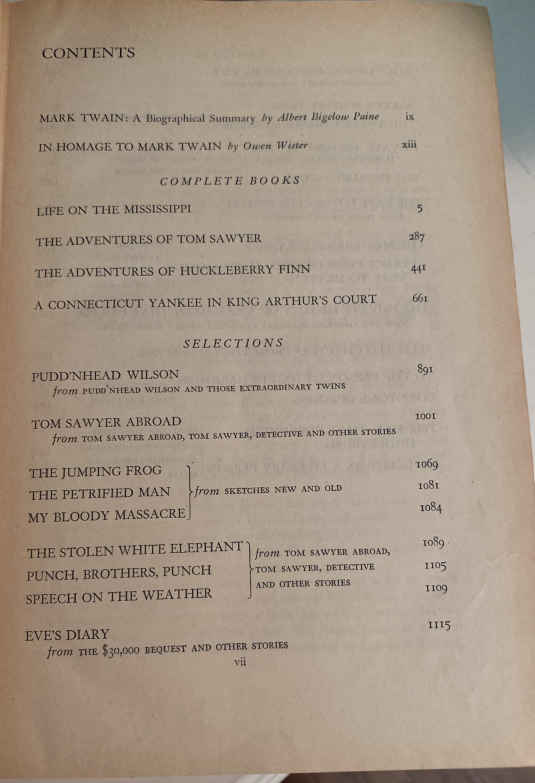 CONTENTS
MARK TWAIN: A Biographical Summary by Albert Bigelow Paine ix
IN HOMAGE TO MARK TWAIN by Owen Wister xiii
COMPLETE BOOKS
LIFE ON THE MISSISSIPPI 5
THE ADVENTURES OF TOM SAWYER 287
THE ADVENTURES OF HUCKLEBERRY FINN 441
A CONNECTICUT YANKEE IN KING ARTHUR'S COURT 661
SELECTIONS
PUDD'NHEAD WILSON 891
from PUDD'NHEAD WILSON AND THOSE EXTRAORDINARY TWINS
TOM SAWYER ABROAD 1001
from TOM SAWYER ABROAD, TOM SAWYER, DETECTIVE AND OTHER STORIES
THE JUMPING FROG 1069
THE PETRIFIED MAN from SKETCHES NEW AND OLD 1081
MY BLOODY MASSACRE 1084
THE STOLEN WHITE ELEPHANT from TOM SAWYER ABROAD, 1089
PUNCH, BROTHERS, PUNCH TOM SAWYER, DETECTIVE 1105
SPEECH ON THE WEATHER AND OTHER STORIES 1109
EVE'S DIARY 1115
from THE $30,000 BEQUEST AND OTHER STORIES
vii